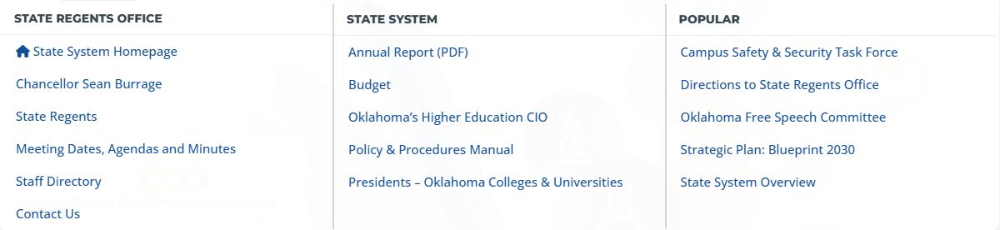 STATE REGENTS OFFICE
State System Homepage
Chancellor Sean Burrage
State Regents
Meeting Dates, Agendas and Minutes
Staff Directory
Contact Us
STATE SYSTEM
Annual Report (PDF)
Budget
Oklahoma’s Higher Education CIO
Policy & Procedures Manual
Presidents – Oklahoma Colleges & Universities
POPULAR
Campus Safety & Security Task Force
Directions to State Regents Office
Oklahoma Free Speech Committee
Strategic Plan: Blueprint 2030
State System Overview